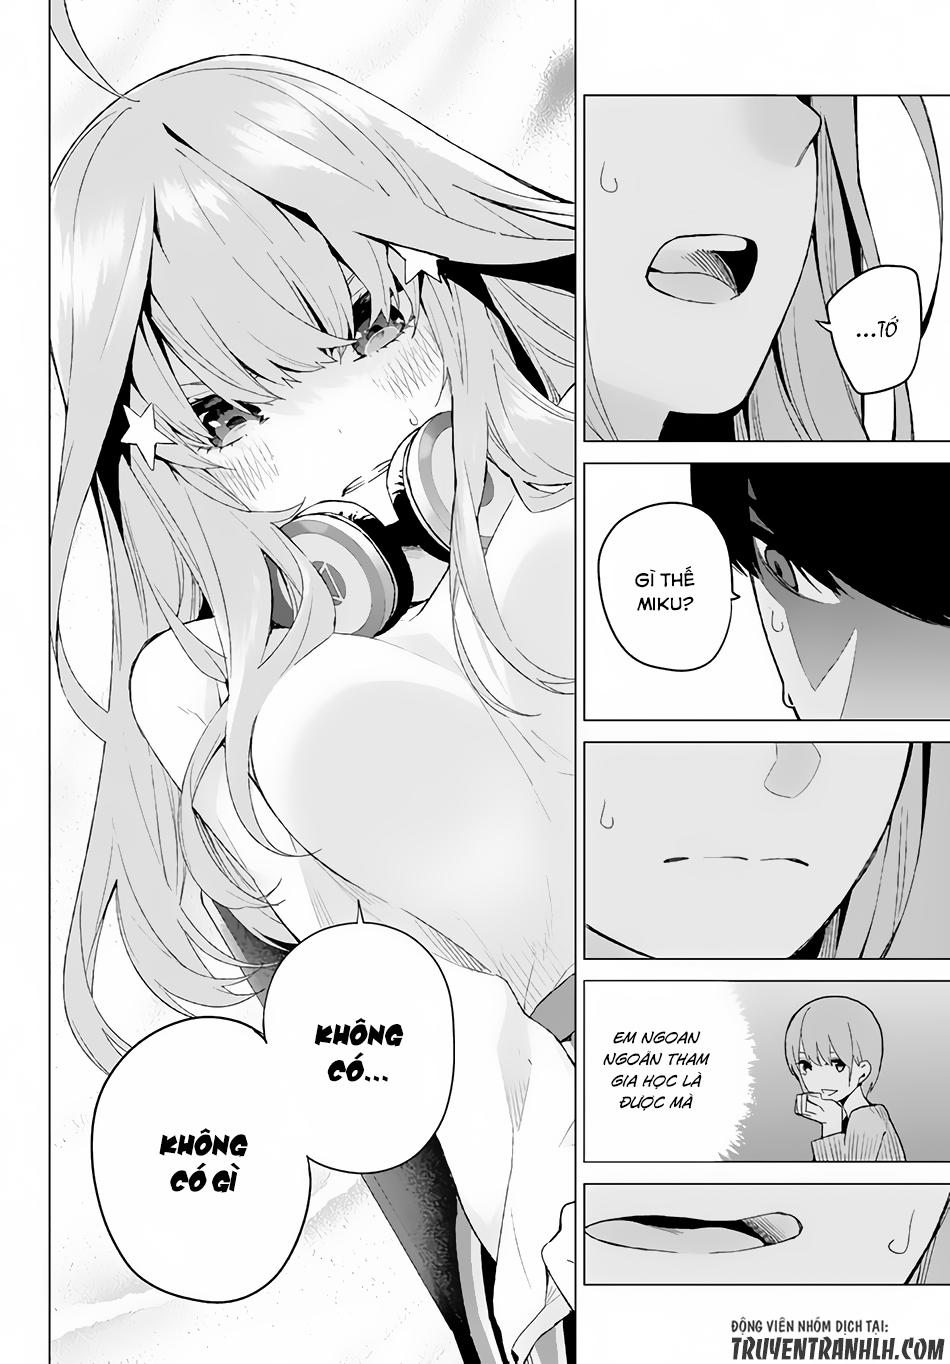 ...TỚ
GÌ THẾ
MIKU?
EM NGOAN
NGOÃN THAM
GIA HỌC LÀ
ĐƯỢC MÀ
KHÔNG
CÓ...
KHÔNG
CÓ GÌ
ĐỘNG VIÊN NHÓM DỊCH TẠI:
TRUYENTRANHLH.COM